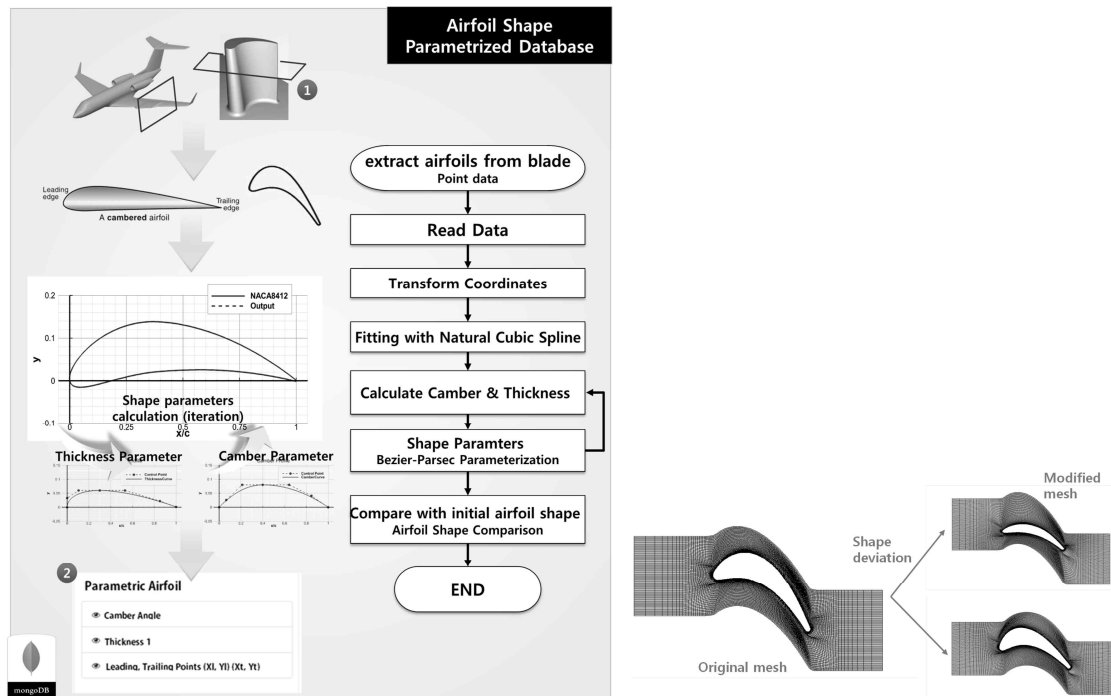 Airfoil Shape
Parametrized Database
1
Leading
edge
Trailing
edge
A cambered airfoil
0.2
0.1
0
-0.1
y
NACA8412
Output
0
0.25
0.5
0.75
1
x/c
Shape parameters
calculation (iteration)
Thickness Parameter
Camber Parameter
Control Point
ThicknessCurve
Control Point
CamberCurve
2
Parametric Airfoil
Camber Angle
Thickness 1
Leading, Trailing Points (Xl, Yl) (Xt, Yt)
mongoDB
extract airfoils from blade
Point data
Read Data
Transform Coordinates
Fitting with Natural Cubic Spline
Calculate Camber & Thickness
Shape Paramters
Bezier-Parsec Parameterization
Compare with initial airfoil shape
Airfoil Shape Comparison
END
Original mesh
Shape
deviation
Modified
mesh